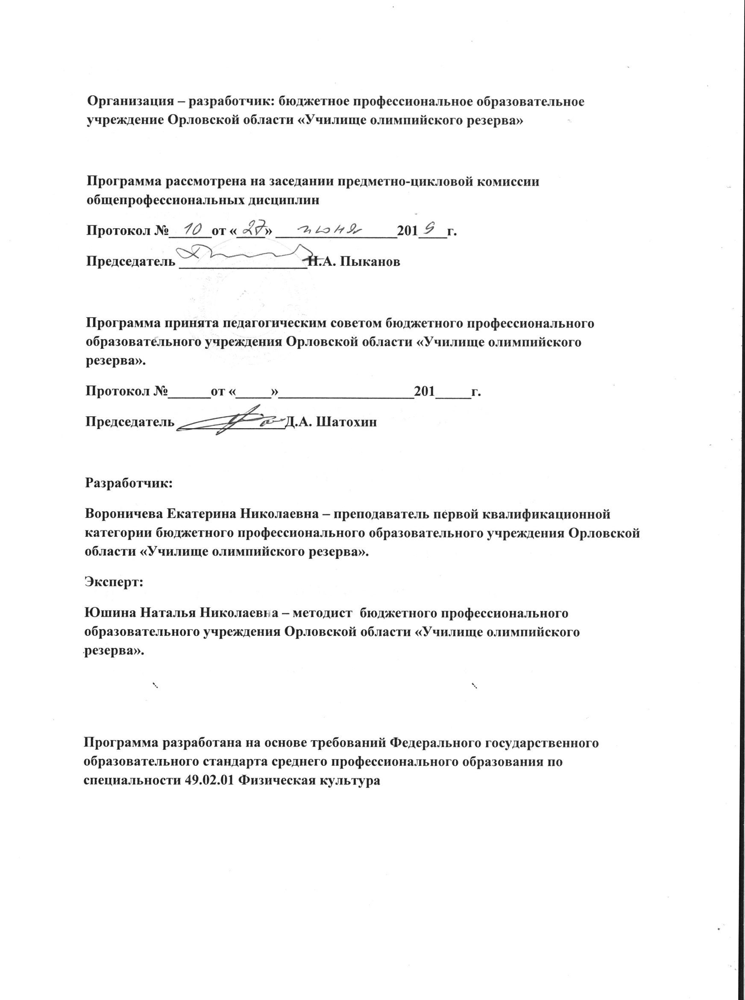 Организация – разработчик: бюджетное профессиональное образовательное
учреждение Орловской области «Училище олимпийского резерва»
Программа рассмотрена на заседании предметно-цикловой комиссии
общепрофессиональных дисциплин
Протокол №______10______от «__27__» ______июня______201__9__г.
Председатель __________________Н.А. Пыканов
Программа принята педагогическим советом бюджетного профессионального
образовательного учреждения Орловской области «Училище олимпийского
резерва».
Протокол №______от «_____»___________________201_____г.
Председатель _______________Д.А. Шатохин
Разработчик:
Вороничева Екатерина Николаевна – преподаватель первой квалификационной
категории бюджетного профессионального образовательного учреждения Орловской
области «Училище олимпийского резерва».
Эксперт:
Юшина Наталья Николаевна – методист бюджетного профессионального
образовательного учреждения Орловской области «Училище олимпийского
резерва».
Программа разработана на основе требований Федерального государственного
образовательного стандарта среднего профессионального образования по
специальности 49.02.01 Физическая культура